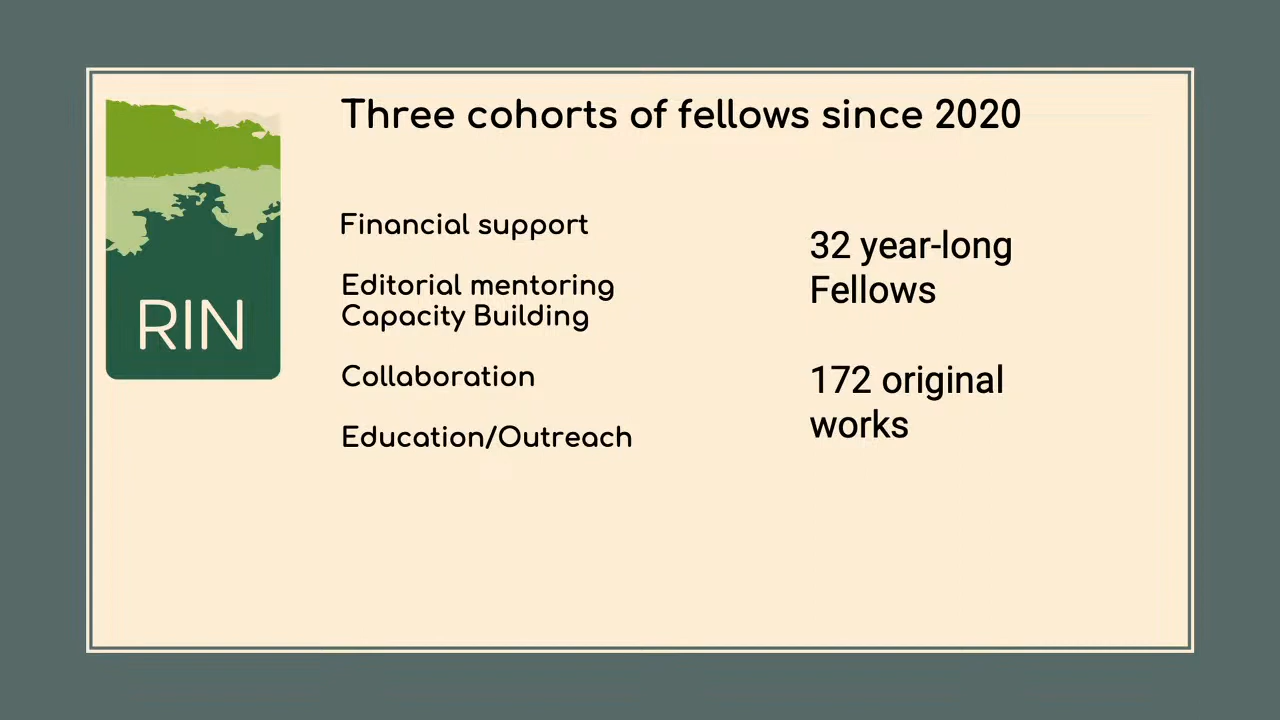 Three cohorts of fellows since 2020
RIN
Financial support
Editorial mentoring
Capacity Building
Collaboration
Education/Outreach
32 year-long
Fellows
172 original
works